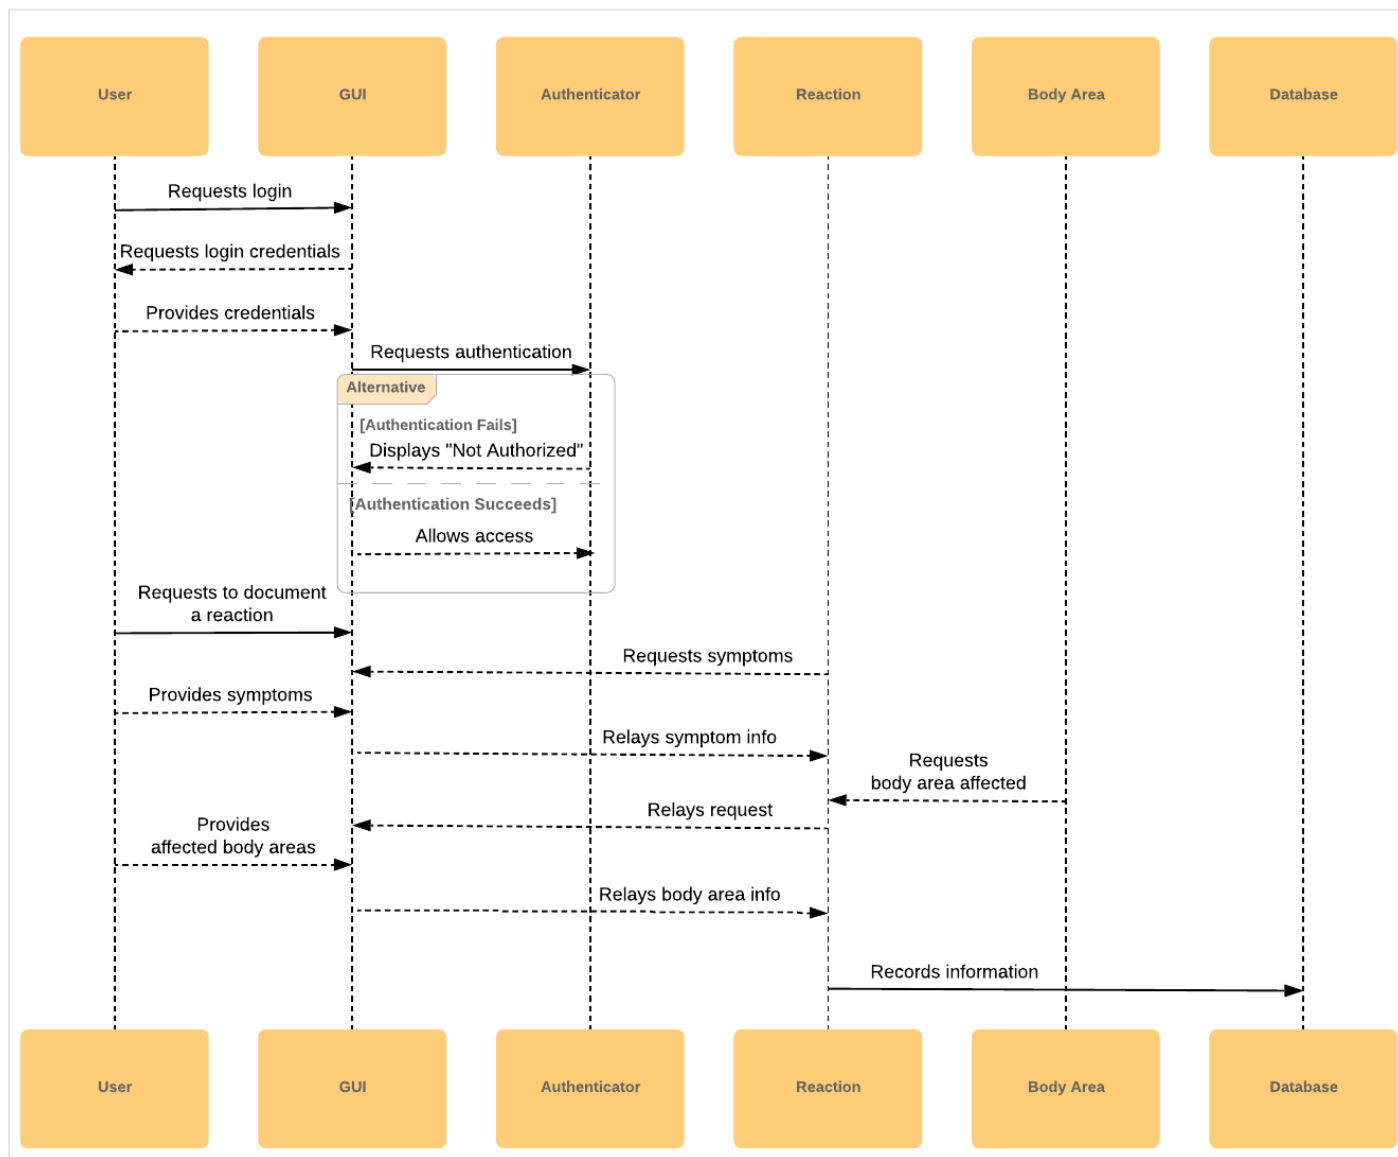 User
GUI
Authenticator
Reaction
Body Area
Database
Requests login
Requests login credentials
Provides credentials
Requests authentication
Alternative
[Authentication Fails]
Displays "Not Authorized"
[Authentication Succeeds]
Allows access
Requests to document
a reaction
Requests symptoms
Provides symptoms
Relays symptom info
Requests
body area affected
Relays request
Provides
affected body areas
Relays body area info
Records information
User
GUI
Authenticator
Reaction
Body Area
Database